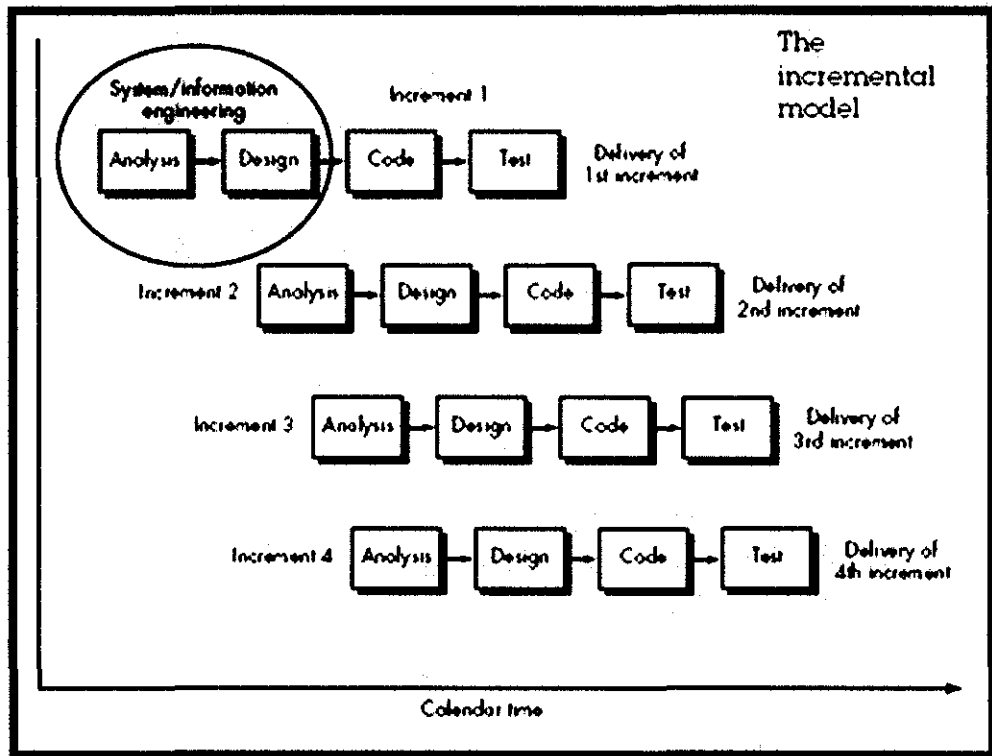 The
incremental
model
System/information
engineering
Increment 1
Analysis
Design
Code
Test
Delivery of
1st increment
Increment 2
Analysis
Design
Code
Test
Delivery of
2nd increment
Increment 3
Analysis
Design
Code
Test
Delivery of
3rd increment
Increment 4
Analysis
Design
Code
Test
Delivery of
4th increment
Calendar time